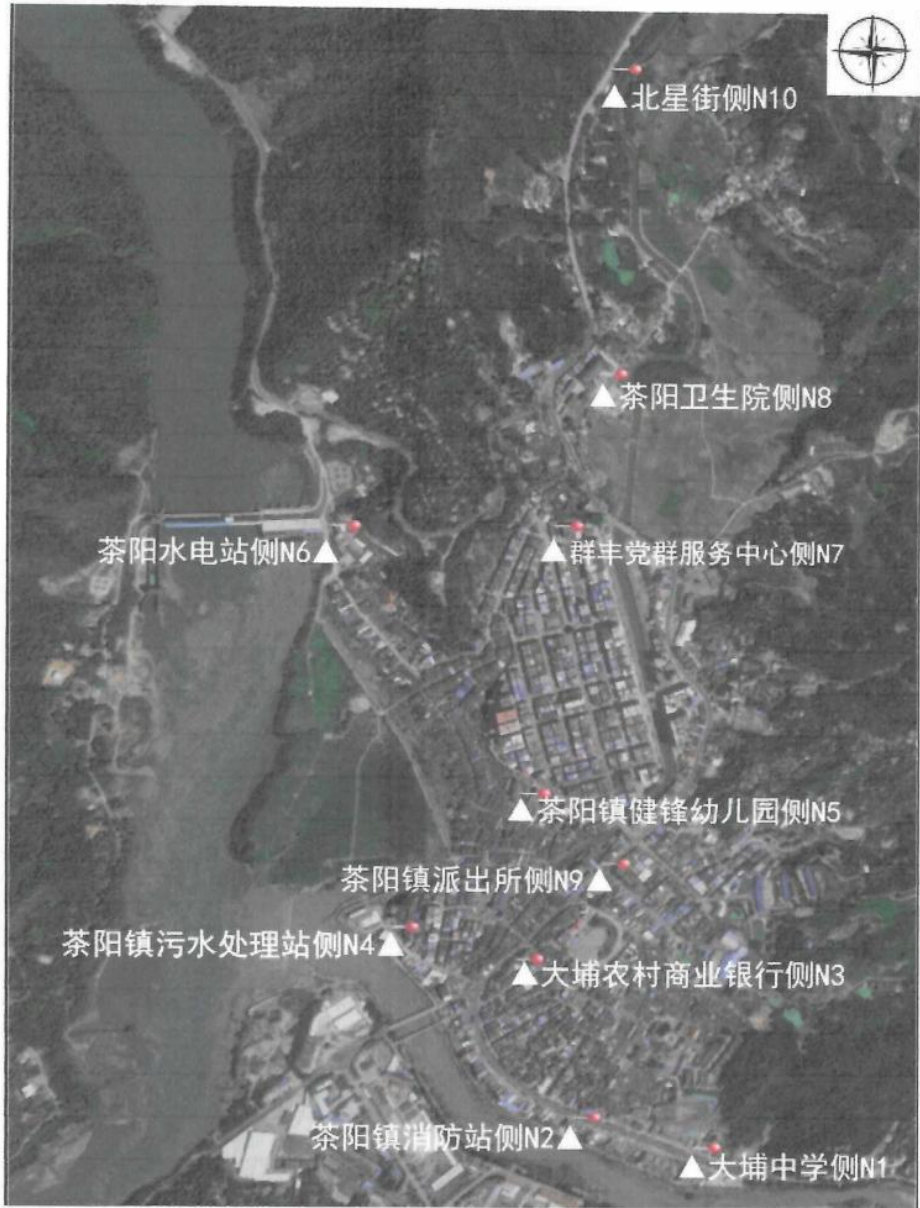 北星街侧N10
茶阳卫生院侧N8
茶阳水电站侧N6
群丰党群服务中心侧N7
茶阳镇健锋幼儿园侧N5
茶阳镇派出所侧N9
茶阳镇污水处理站侧N4
大埔农村商业银行侧N3
茶阳镇消防站侧N2
大埔中学侧N1